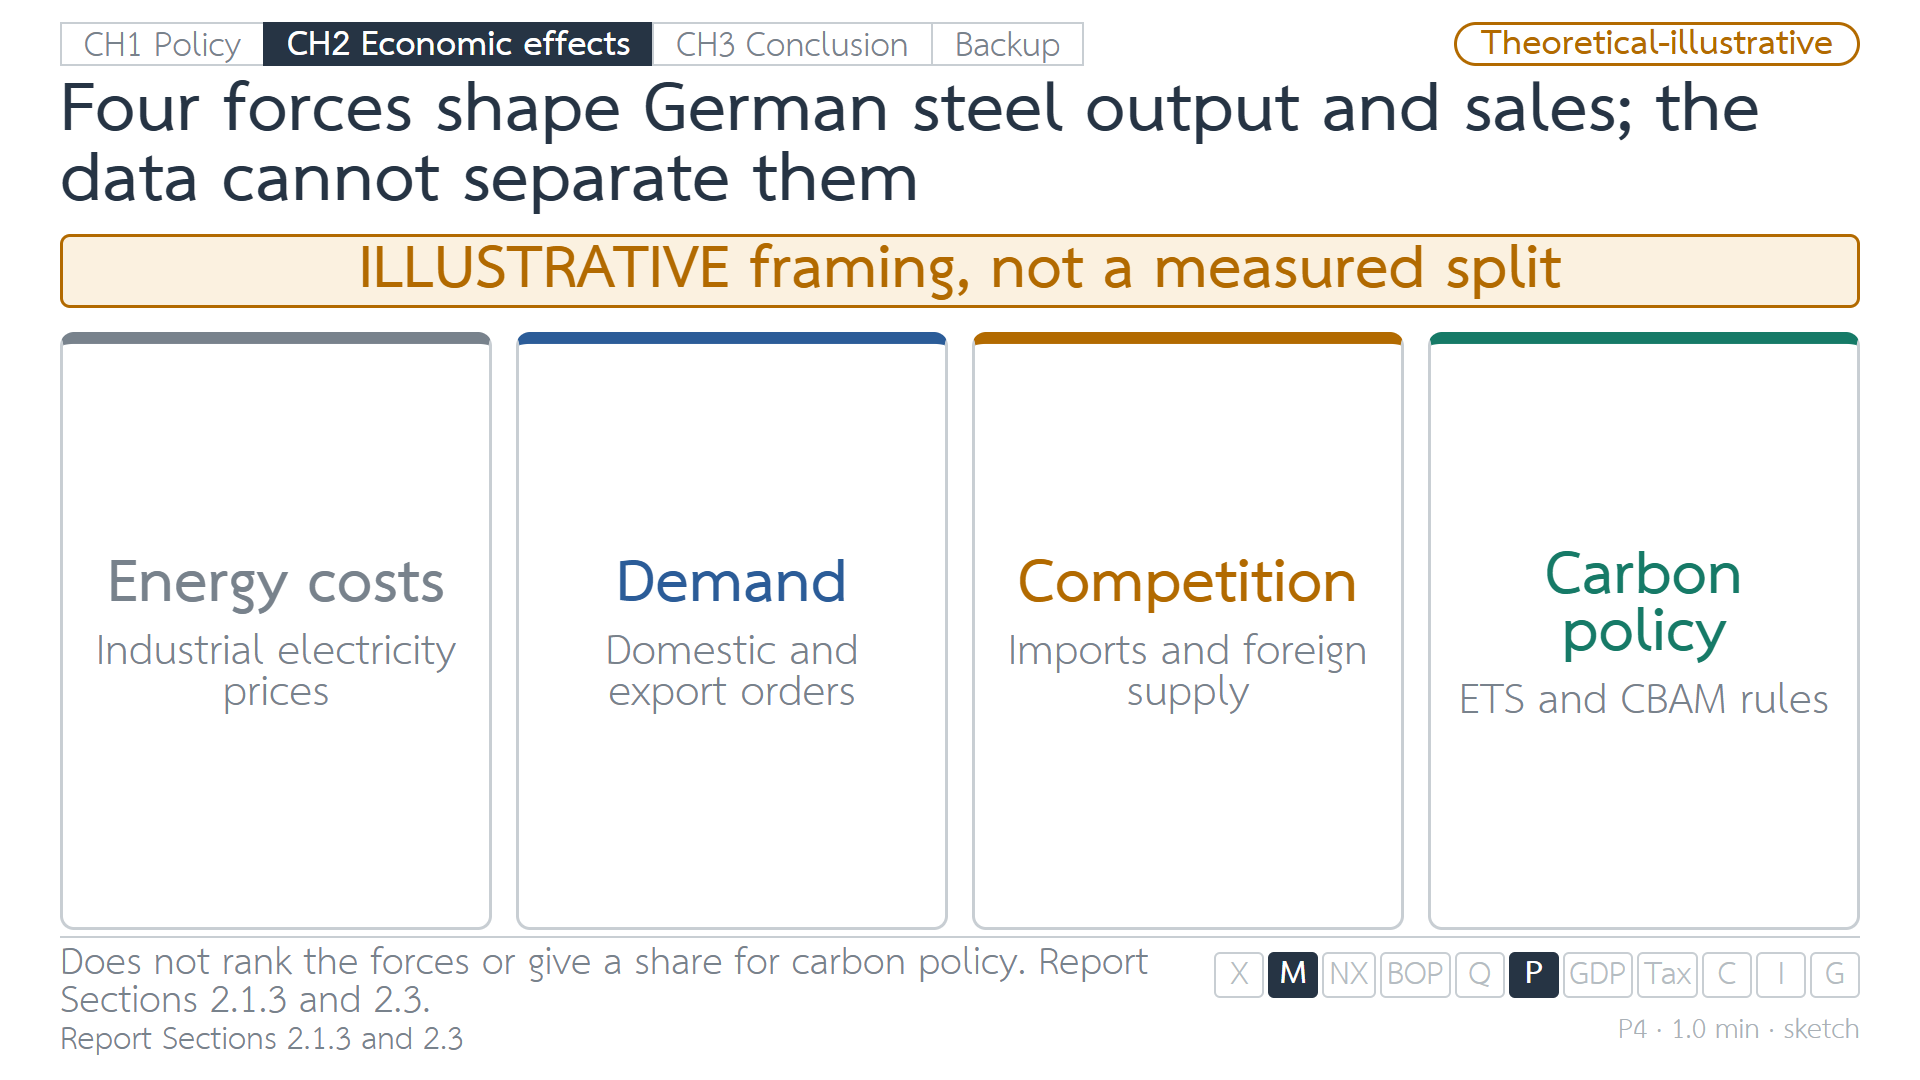 CH1 Policy CH2 Economic effects CH3 Conclusion Backup Theoretical-illustrative
Four forces shape German steel output and sales; the
data cannot separate them
ILLUSTRATIVE framing, not a measured split
Energy costs
Industrial electricity
prices
Demand
Domestic and
export orders
Competition
Imports and foreign
supply
Carbon
policy
ETS and CBAM rules
Does not rank the forces or give a share for carbon policy. Report
Sections 2.1.3 and 2.3.
Report Sections 2.1.3 and 2.3
X M NX BOP Q P GDP Tax C I G
P4 · 1.0 min · sketch